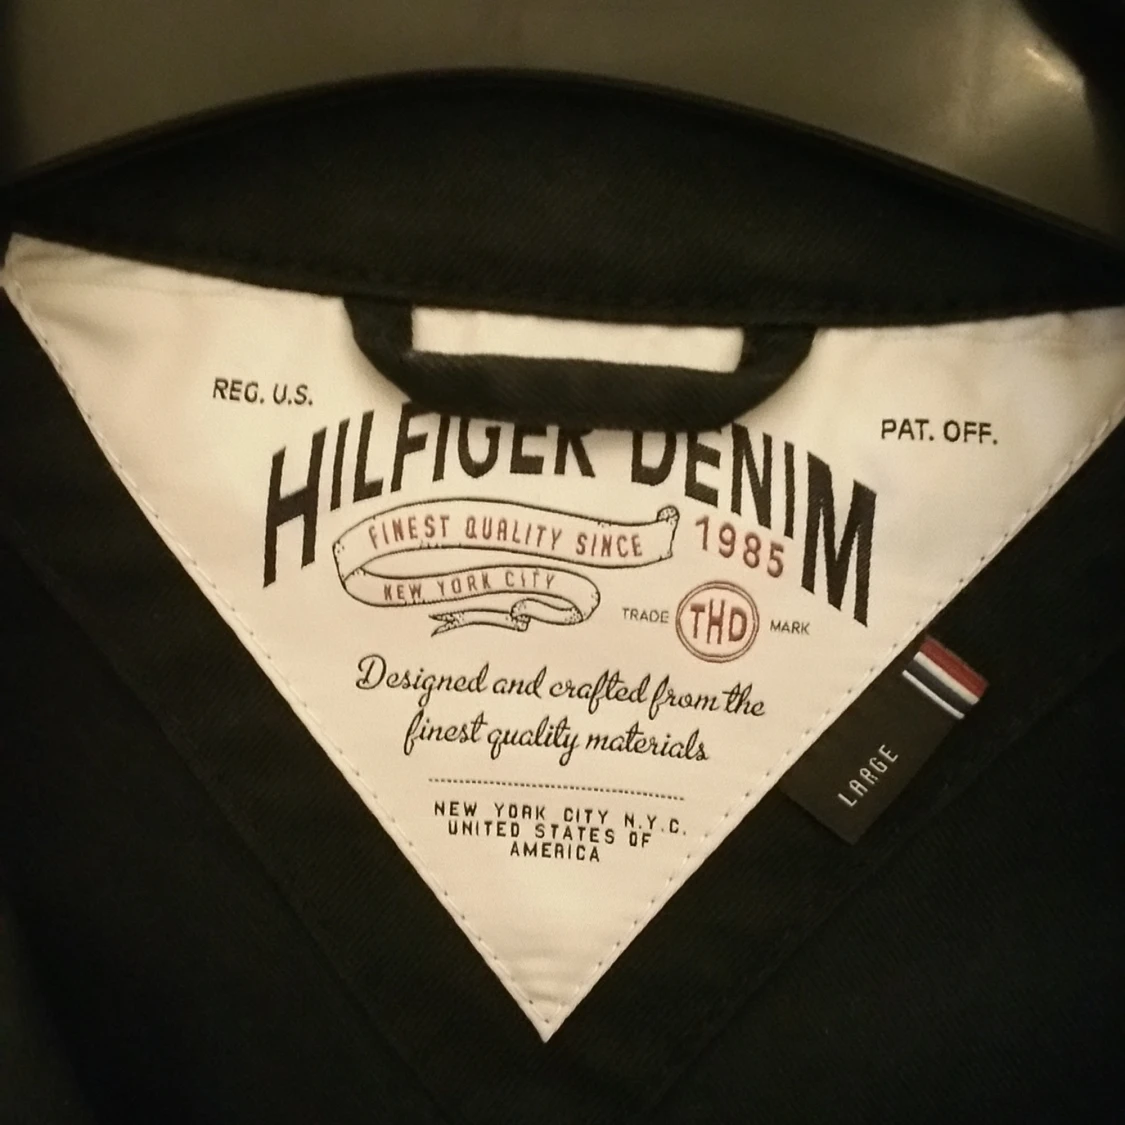 REG. U.S.
PAT. OFF.
HILFIGER DENIM
FINEST QUALITY SINCE
1985
NEW YORK CITY
TRADE THD MARK
Designed and crafted from the
finest quality materials
NEW YORK CITY N.Y.C.
UNITED STATES OF
AMERICA
LARGE